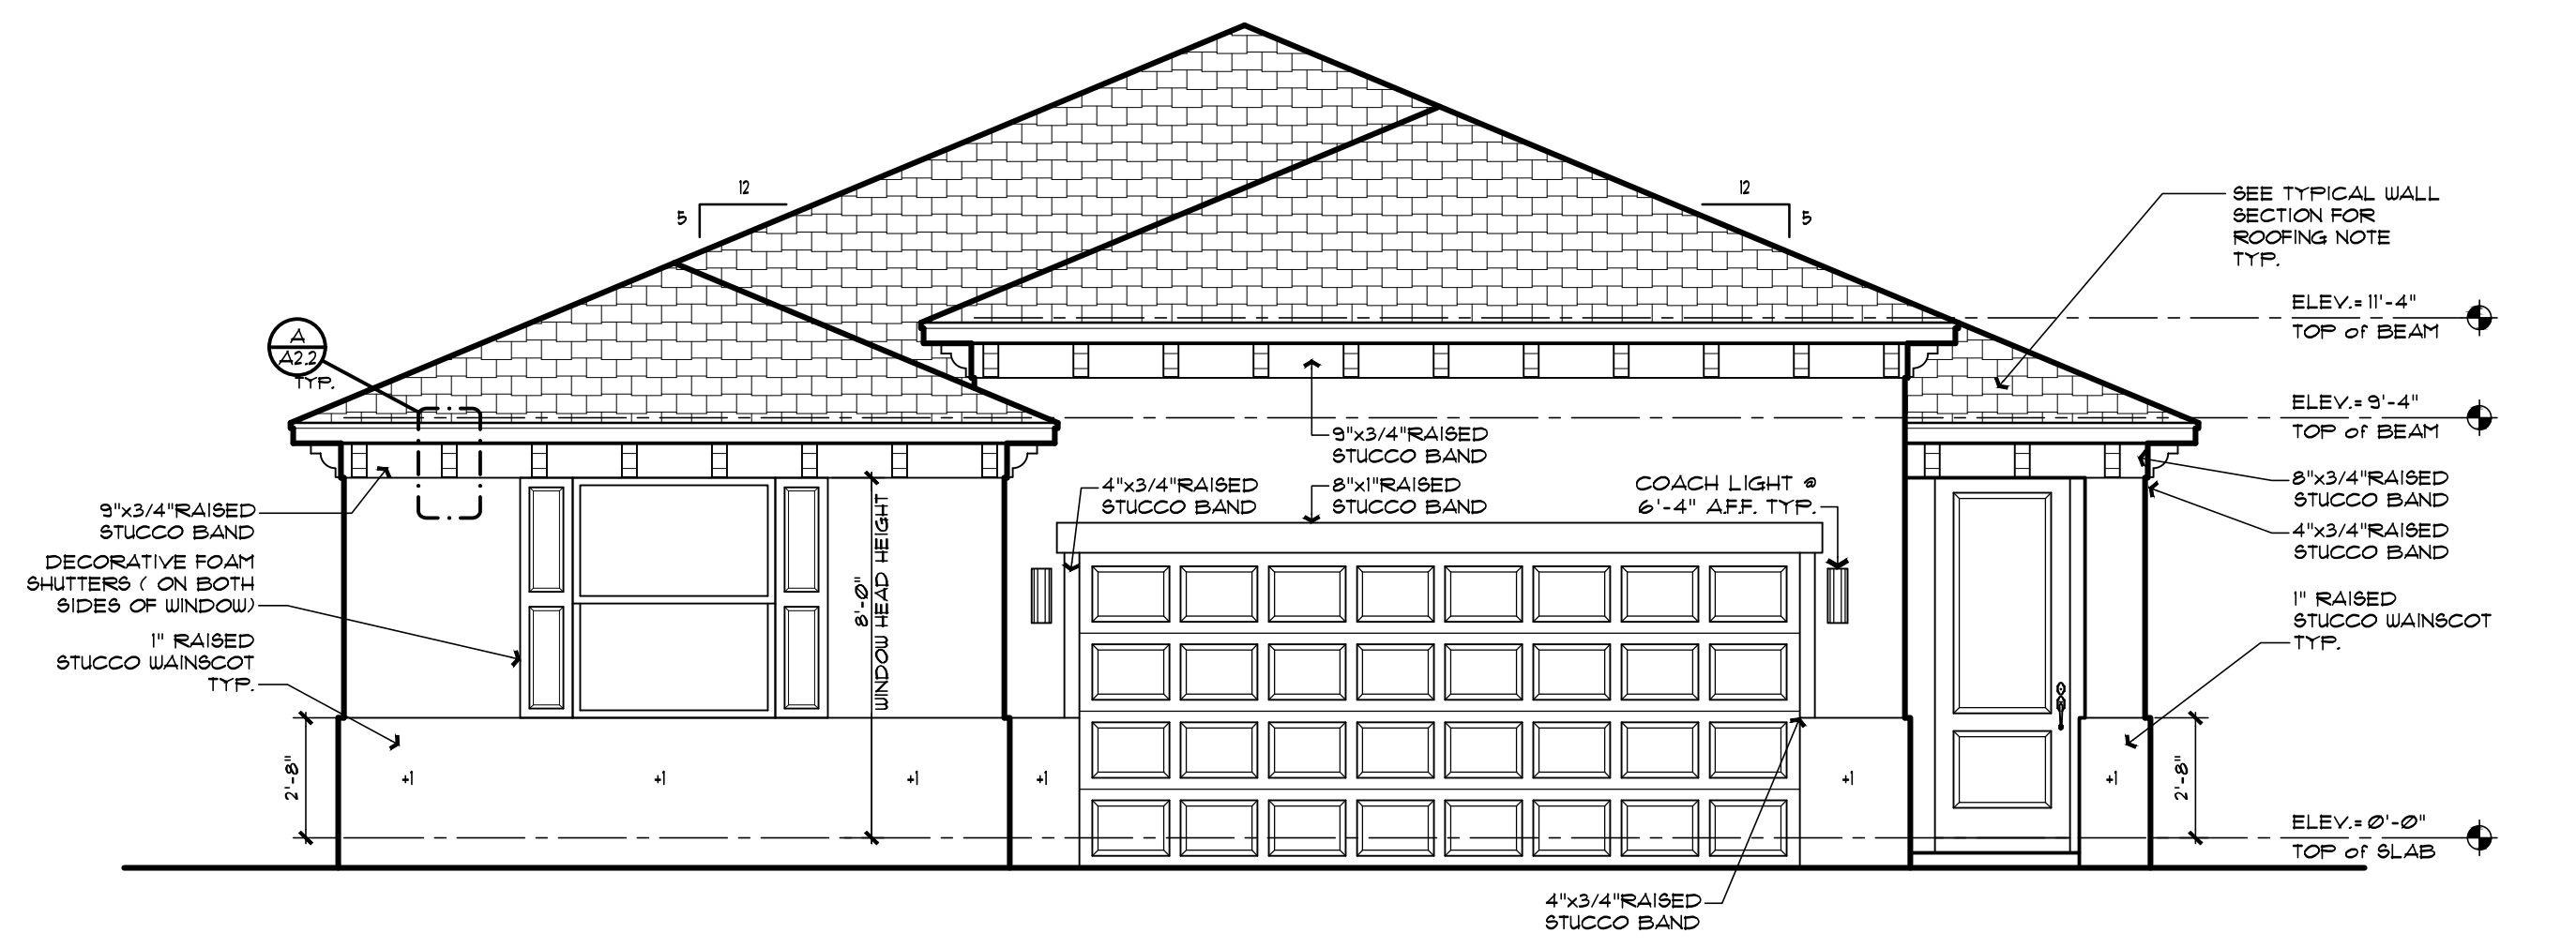 12
5
12
5
SEE TYPICAL WALL
SECTION FOR
ROOFING NOTE
TYP.
ELEV.= 11'-4"
TOP of BEAM
A
A2.2
TYP.
ELEV.= 9'-4"
TOP of BEAM
9"x3/4"RAISED
STUCCO BAND
9"x3/4"RAISED
STUCCO BAND
DECORATIVE FOAM
SHUTTERS ( ON BOTH
SIDES OF WINDOW)
1" RAISED
STUCCO WAINSCOT
TYP.
8'-0"
WINDOW HEAD HEIGHT
4"x3/4"RAISED
STUCCO BAND
8"x1"RAISED
STUCCO BAND
COACH LIGHT @
6'-4" A.F.F. TYP.
8"x3/4"RAISED
STUCCO BAND
4"x3/4"RAISED
STUCCO BAND
1" RAISED
STUCCO WAINSCOT
TYP.
2'-8"
+1
+1
+1
+1
+1
+1
2'-8"
ELEV.= 0'-0"
TOP of SLAB
4"x3/4"RAISED
STUCCO BAND